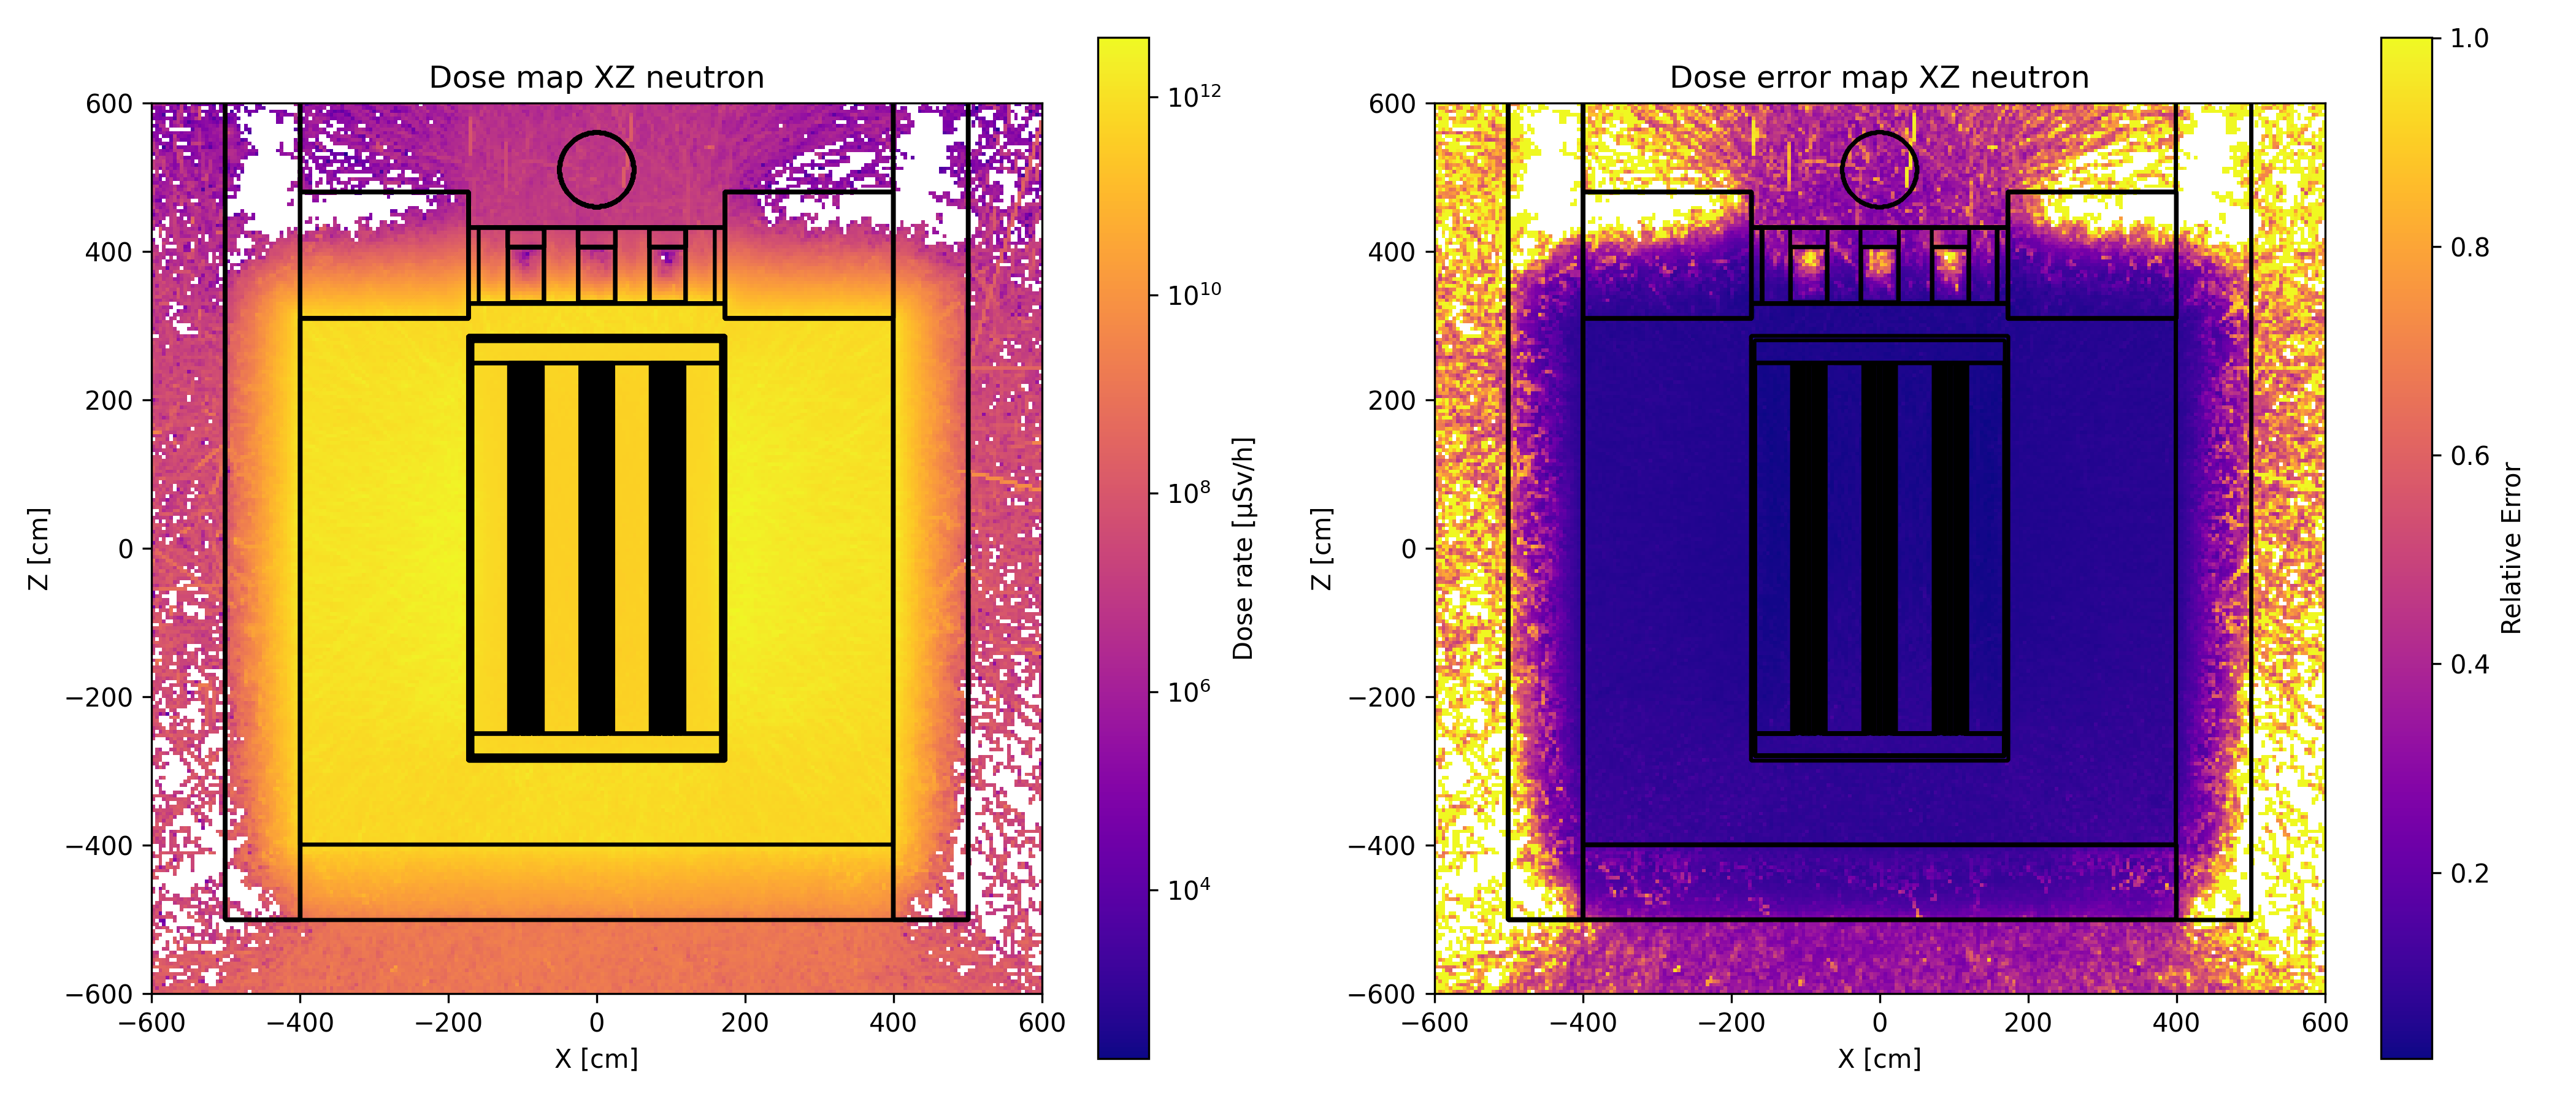 Dose map XZ neutron
600
400
200
0
−200
−400
−600
Z [cm]
−600 −400 −200 0 200 400 600
X [cm]
10¹²
10¹⁰
10⁸
10⁶
10⁴
Dose rate [µSv/h]
Dose error map XZ neutron
600
400
200
0
−200
−400
−600
Z [cm]
−600 −400 −200 0 200 400 600
X [cm]
1.0
0.8
0.6
0.4
0.2
Relative Error